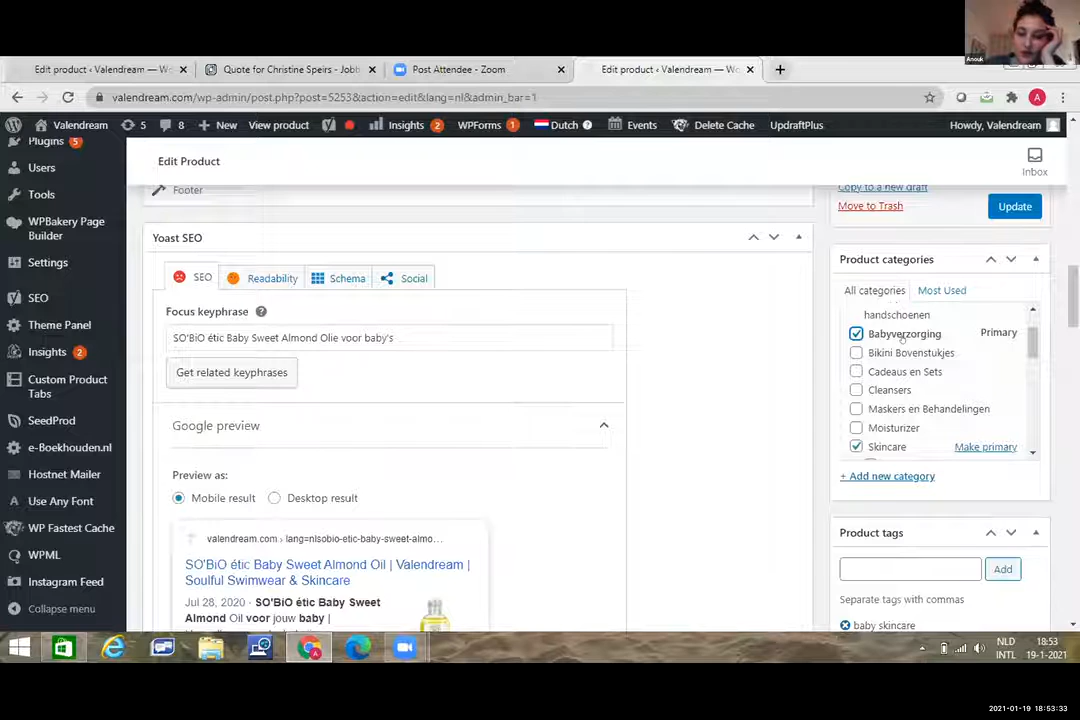 Anouk
Edit product ‹ Valendream — Wo
Quote for Christine Speirs - Jobb
Post Attendee - Zoom
Edit product ‹ Valendream — W
valendream.com/wp-admin/post.php?post=5253&action=edit&lang=nl&admin_bar=1
A
Valendream
5
8
New
View product
Insights 2
WPForms 1
Dutch
Events
Delete Cache
UpdraftPlus
Howdy, Valendream
Plugins 5
Users
Tools
WPBakery Page
Builder
Settings
SEO
Theme Panel
Insights 2
Custom Product
Tabs
SeedProd
e-Boekhouden.nl
Hostnet Mailer
Use Any Font
WP Fastest Cache
WPML
Instagram Feed
Collapse menu
Edit Product
Inbox
Footer
Yoast SEO
SEO
Readability
Schema
Social
Focus keyphrase
SO'BiO étic Baby Sweet Almond Olie voor baby's
Get related keyphrases
Google preview
Preview as:
Mobile result
Desktop result
valendream.com › lang=nlsobio-etic-baby-sweet-almo...
SO'BiO étic Baby Sweet Almond Oil | Valendream |
Soulful Swimwear & Skincare
Jul 28, 2020 · SO'BiO étic Baby Sweet
Almond Oil voor jouw baby |
Copy to a new draft
Move to Trash
Update
Product categories
All categories
Most Used
handschoenen
Babyverzorging
Primary
Bikini Bovenstukjes
Cadeaus en Sets
Cleansers
Maskers en Behandelingen
Moisturizer
Skincare
Make primary
+ Add new category
Product tags
Add
Separate tags with commas
baby skincare
NLD
INTL
18:53
19-1-2021
2021-01-19 18:53:33